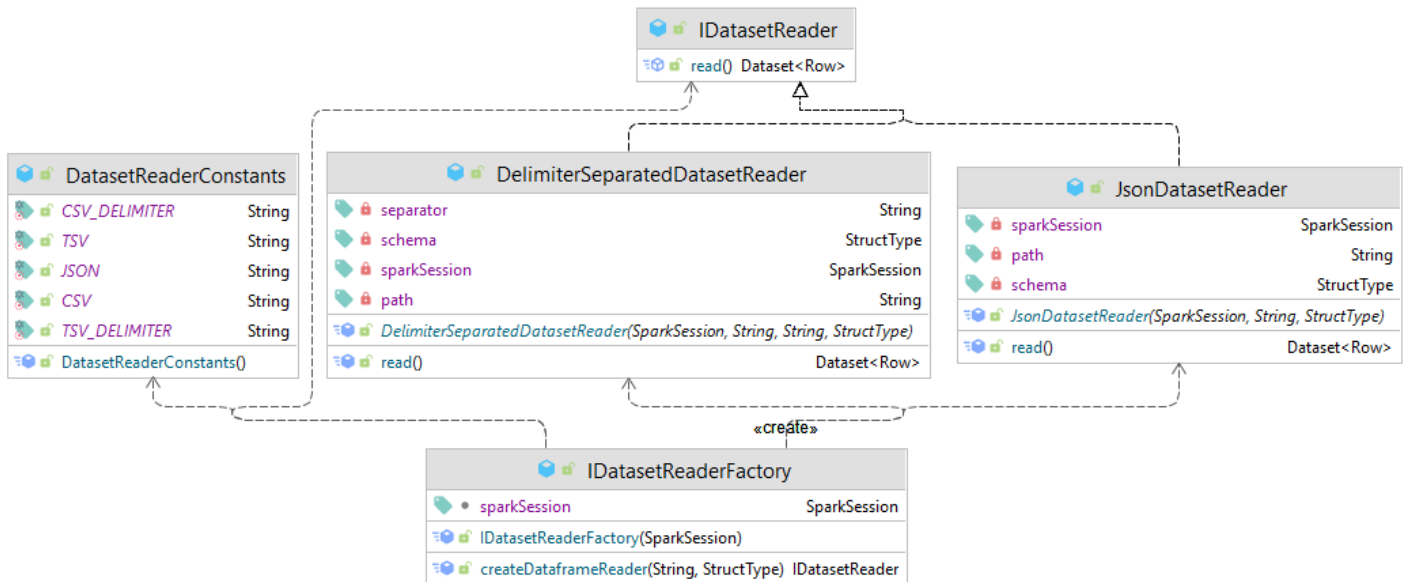 IDatasetReader
read() Dataset<Row>
DatasetReaderConstants
CSV_DELIMITER String
TSV String
JSON String
CSV String
TSV_DELIMITER String
DatasetReaderConstants()
DelimiterSeparatedDatasetReader
separator String
schema StructType
sparkSession SparkSession
path String
DelimiterSeparatedDatasetReader(SparkSession, String, String, StructType)
read() Dataset<Row>
JsonDatasetReader
sparkSession SparkSession
path String
schema StructType
JsonDatasetReader(SparkSession, String, StructType)
read() Dataset<Row>
«create»
IDatasetReaderFactory
sparkSession SparkSession
IDatasetReaderFactory(SparkSession)
createDataframeReader(String, StructType) IDatasetReader